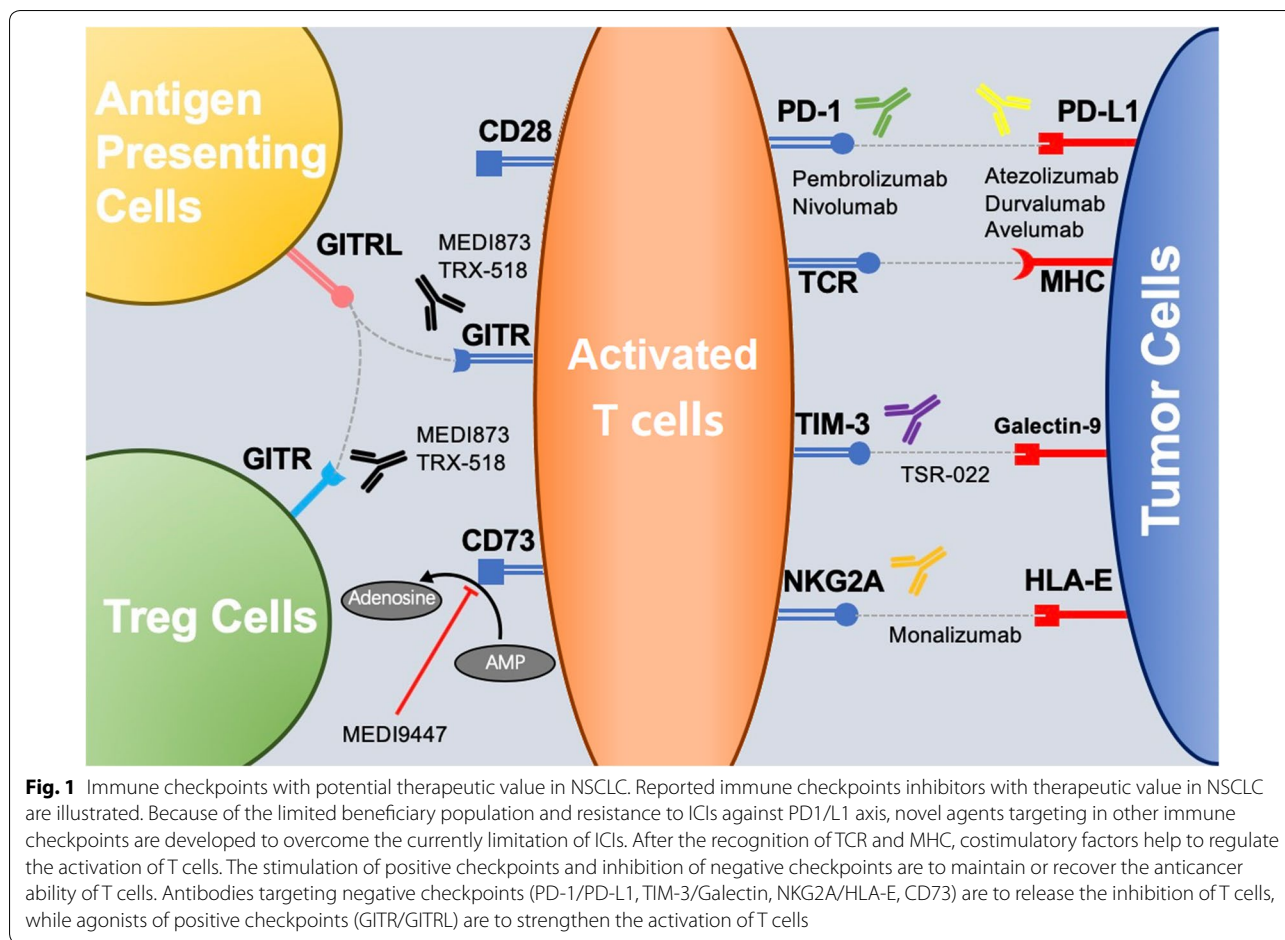 Antigen
Presenting
Cells
CD28
GITRL
MEDI873
TRX-518
GITR
GITR
MEDI873
TRX-518
Treg Cells
CD73
Adenosine
AMP
MEDI9447
Activated
T cells
PD-1
PD-L1
Pembrolizumab
Nivolumab
Atezolizumab
Durvalumab
Avelumab
TCR
MHC
TIM-3
Galectin-9
TSR-022
NKG2A
HLA-E
Monalizumab
Tumor Cells
Fig. 1 Immune checkpoints with potential therapeutic value in NSCLC. Reported immune checkpoints inhibitors with therapeutic value in NSCLC
are illustrated. Because of the limited beneficiary population and resistance to ICIs against PD1/L1 axis, novel agents targeting in other immune
checkpoints are developed to overcome the currently limitation of ICIs. After the recognition of TCR and MHC, costimulatory factors help to regulate
the activation of T cells. The stimulation of positive checkpoints and inhibition of negative checkpoints are to maintain or recover the anticancer
ability of T cells. Antibodies targeting negative checkpoints (PD-1/PD-L1, TIM-3/Galectin, NKG2A/HLA-E, CD73) are to release the inhibition of T cells,
while agonists of positive checkpoints (GITR/GITRL) are to strengthen the activation of T cells